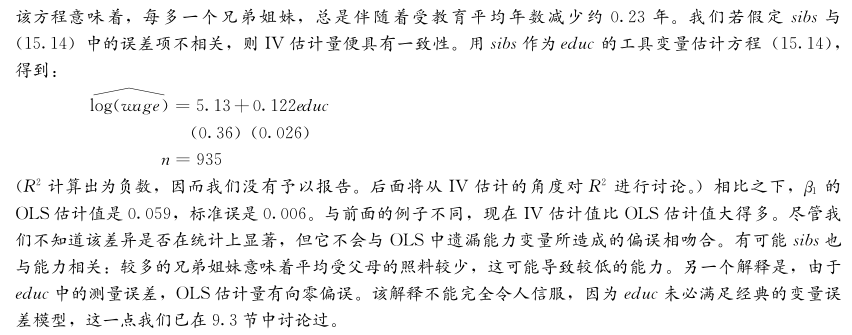 该方程意味着，每多一个兄弟姐妹，总是伴随着受教育平均年数减少约 0.23 年。我们若假定 sibs 与
(15.14) 中的误差项不相关，则 IV 估计量便具有一致性。用 sibs 作为 educ 的工具变量估计方程 (15.14)，
得到：
log(wage) = 5.13+0.122educ
(0.36) (0.026)
n = 935
(R² 计算出为负数，因而我们没有予以报告。后面将从 IV 估计的角度对 R² 进行讨论。) 相比之下，β₁ 的
OLS 估计值是 0.059，标准误是 0.006。与前面的例子不同，现在 IV 估计值比 OLS 估计值大得多。尽管我
们不知道该差异是否在统计上显著，但它不会与 OLS 中遗漏能力变量所造成的偏误相吻合。有可能 sibs 也
与能力相关：较多的兄弟姐妹意味着平均受父母的照料较少，这可能导致较低的能力。另一个解释是，由于
educ 中的测量误差，OLS 估计量有向零偏误。该解释不能完全令人信服，因为 educ 未必满足经典的变量误
差模型，这一点我们已在 9.3 节中讨论过。